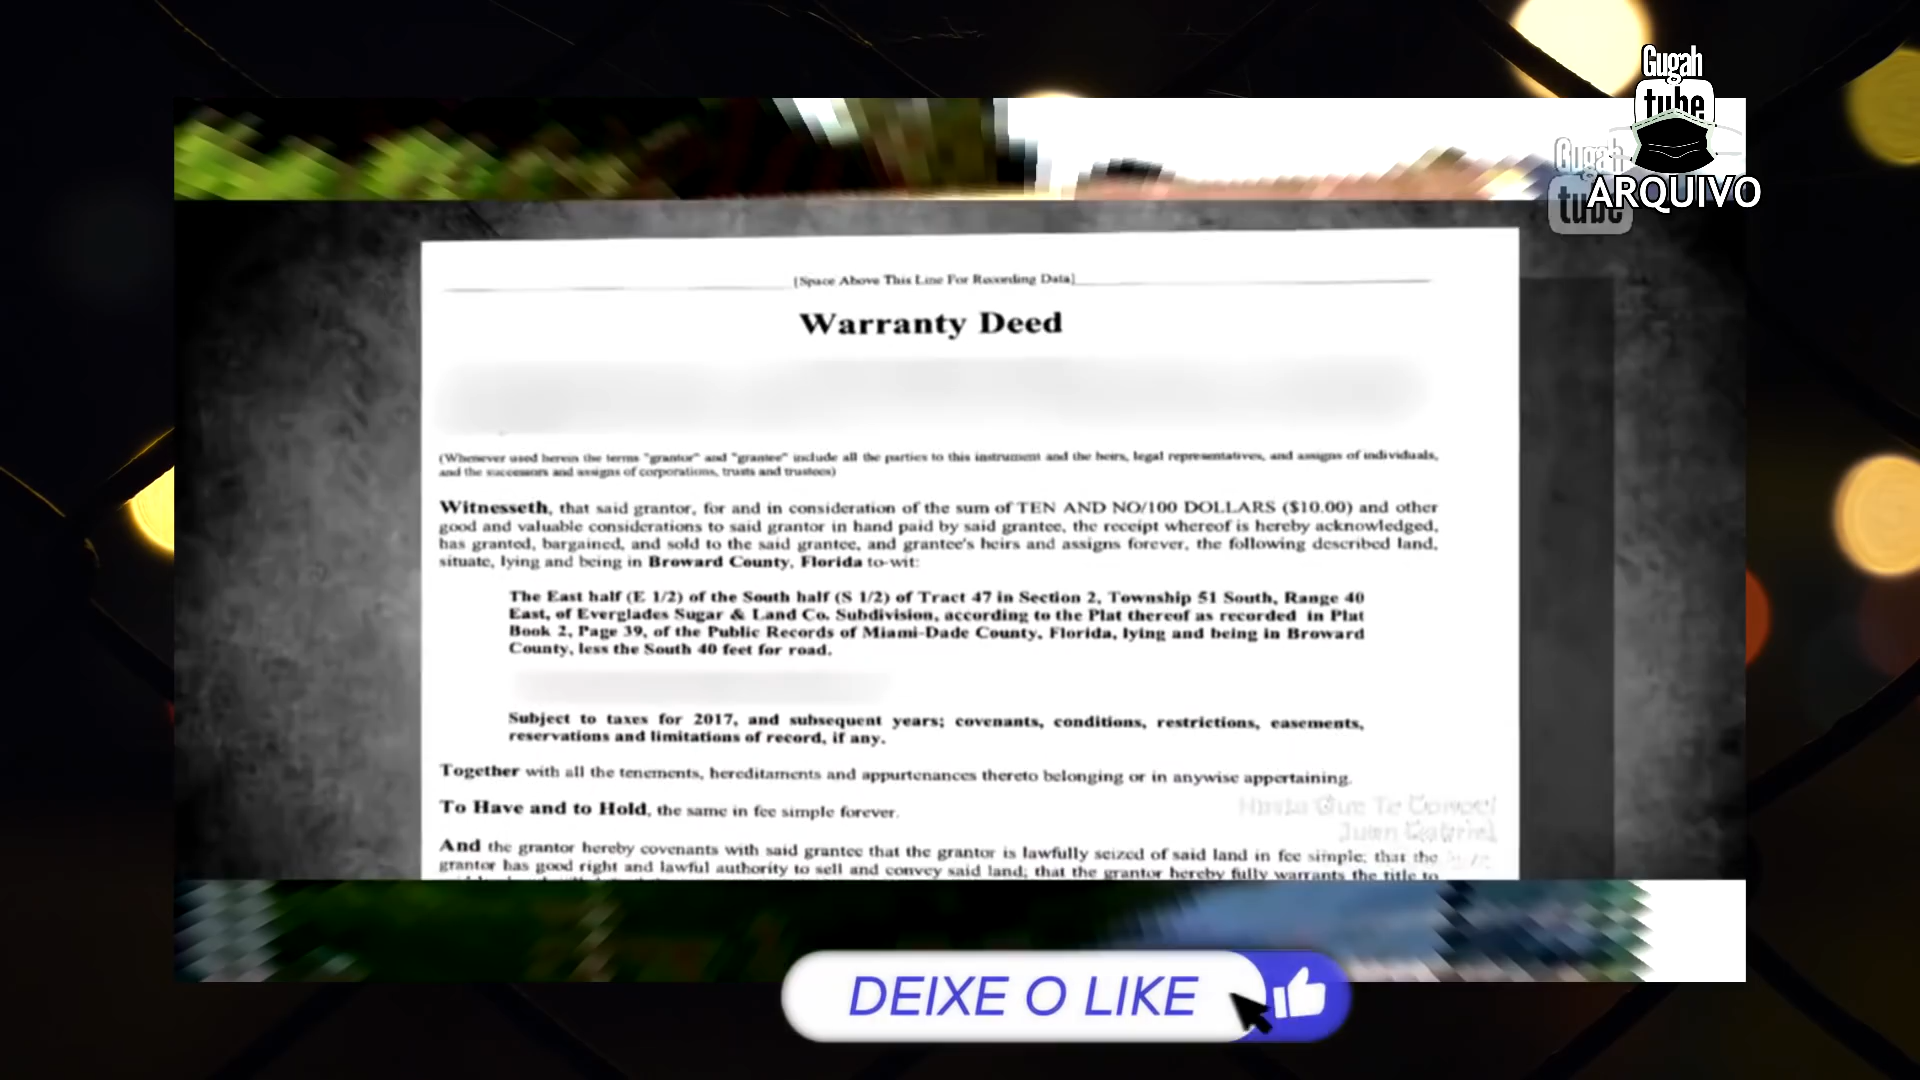 Gugah
tube
ARQUIVO
Gugah
tube
[Space Above This Line For Recording Data]
Warranty Deed
(Whenever used herein the terms "grantor" and "grantee" include all the parties to this instrument and the heirs, legal representatives, and assigns of individuals,
and the successors and assigns of corporations, trusts and trustees)
Witnesseth, that said grantor, for and in consideration of the sum of TEN AND NO/100 DOLLARS ($10.00) and other
good and valuable considerations to said grantor in hand paid by said grantee, the receipt whereof is hereby acknowledged,
has granted, bargained, and sold to the said grantee, and grantee's heirs and assigns forever, the following described land,
situate, lying and being in Broward County, Florida to-wit:
The East half (E 1/2) of the South half (S 1/2) of Tract 47 in Section 2, Township 51 South, Range 40
East, of Everglades Sugar & Land Co. Subdivision, according to the Plat thereof as recorded in Plat
Book 2, Page 39, of the Public Records of Miami-Dade County, Florida, lying and being in Broward
County, less the South 40 feet for road.
Subject to taxes for 2017, and subsequent years; covenants, conditions, restrictions, easements,
reservations and limitations of record, if any.
Together with all the tenements, hereditaments and appurtenances thereto belonging or in anywise appertaining.
To Have and to Hold, the same in fee simple forever.
Hasta Que Te Conocí
Juan Gabriel
And the grantor hereby covenants with said grantee that the grantor is lawfully seized of said land in fee simple; that the
grantor has good right and lawful authority to sell and convey said land; that the grantor hereby fully warrants the title to
DEIXE O LIKE